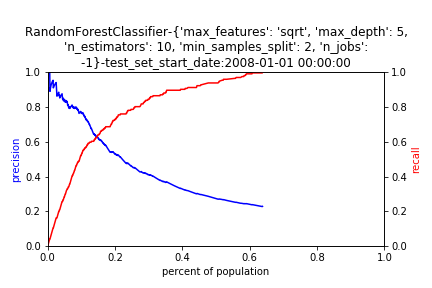 RandomForestClassifier-{'max_features': 'sqrt', 'max_depth': 5,
'n_estimators': 10, 'min_samples_split': 2, 'n_jobs':
-1}-test_set_start_date:2008-01-01 00:00:00
1.0
0.8
0.6
0.4
0.2
0.0
precision
1.0
0.8
0.6
0.4
0.2
0.0
recall
0.0 0.2 0.4 0.6 0.8 1.0
percent of population